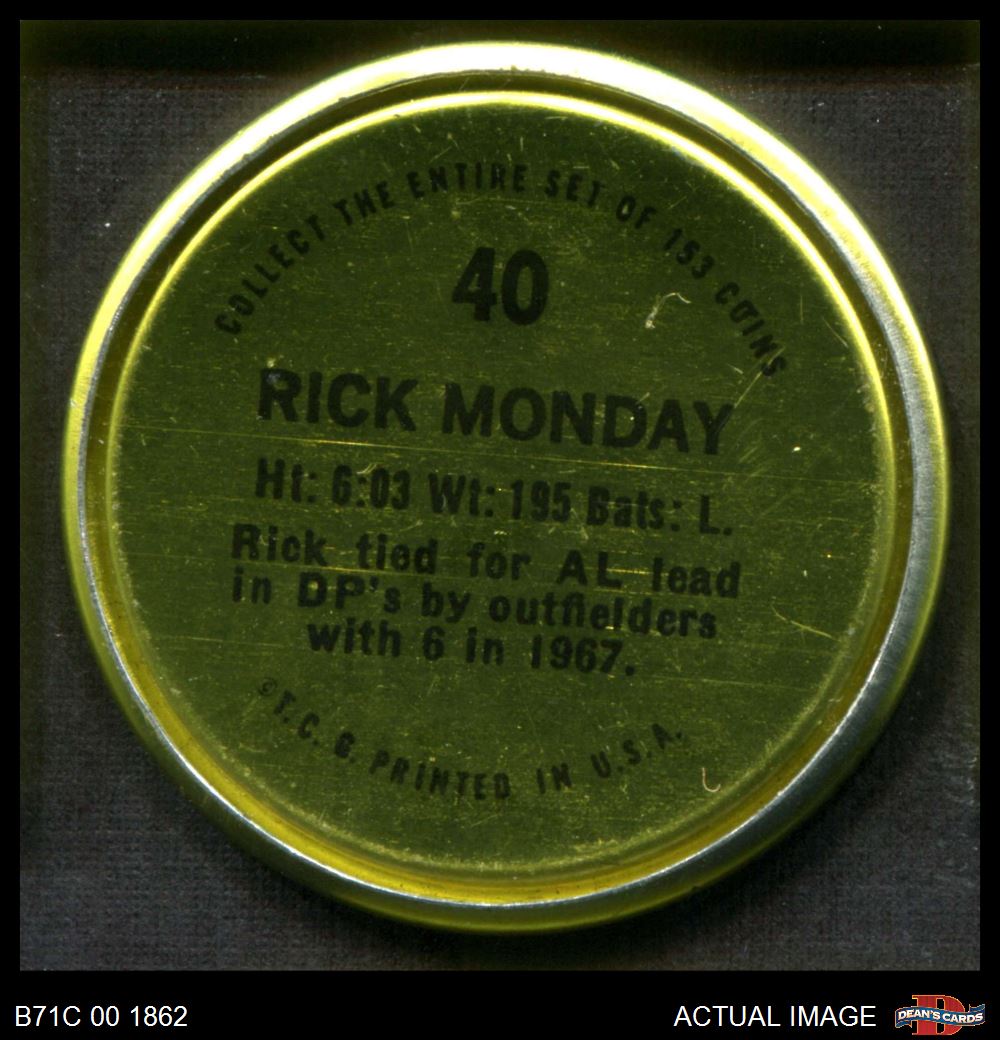 COLLECT THE ENTIRE SET OF 153 COINS
40
RICK MONDAY
Ht: 6:03 Wt: 195 Bats: L.
Rick tied for AL lead
in DP's by outfielders
with 6 in 1967.
©T.C.G. PRINTED IN U.S.A.
B71C 00 1862
ACTUAL IMAGE
D
DEAN'S CARDS